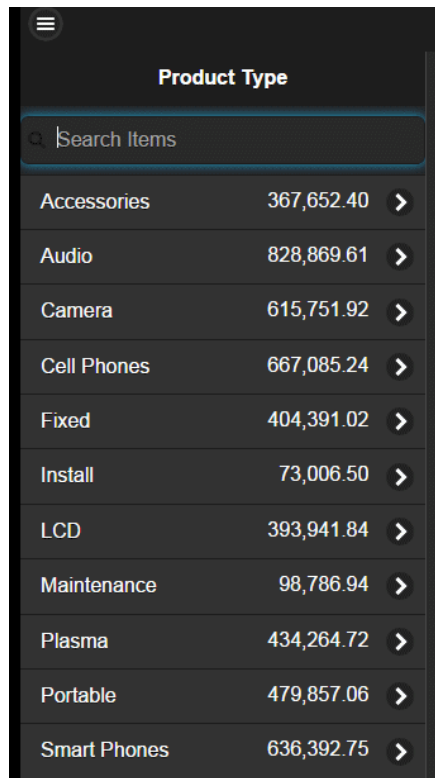 Product Type
Search Items
Accessories 367,652.40
Audio 828,869.61
Camera 615,751.92
Cell Phones 667,085.24
Fixed 404,391.02
Install 73,006.50
LCD 393,941.84
Maintenance 98,786.94
Plasma 434,264.72
Portable 479,857.06
Smart Phones 636,392.75